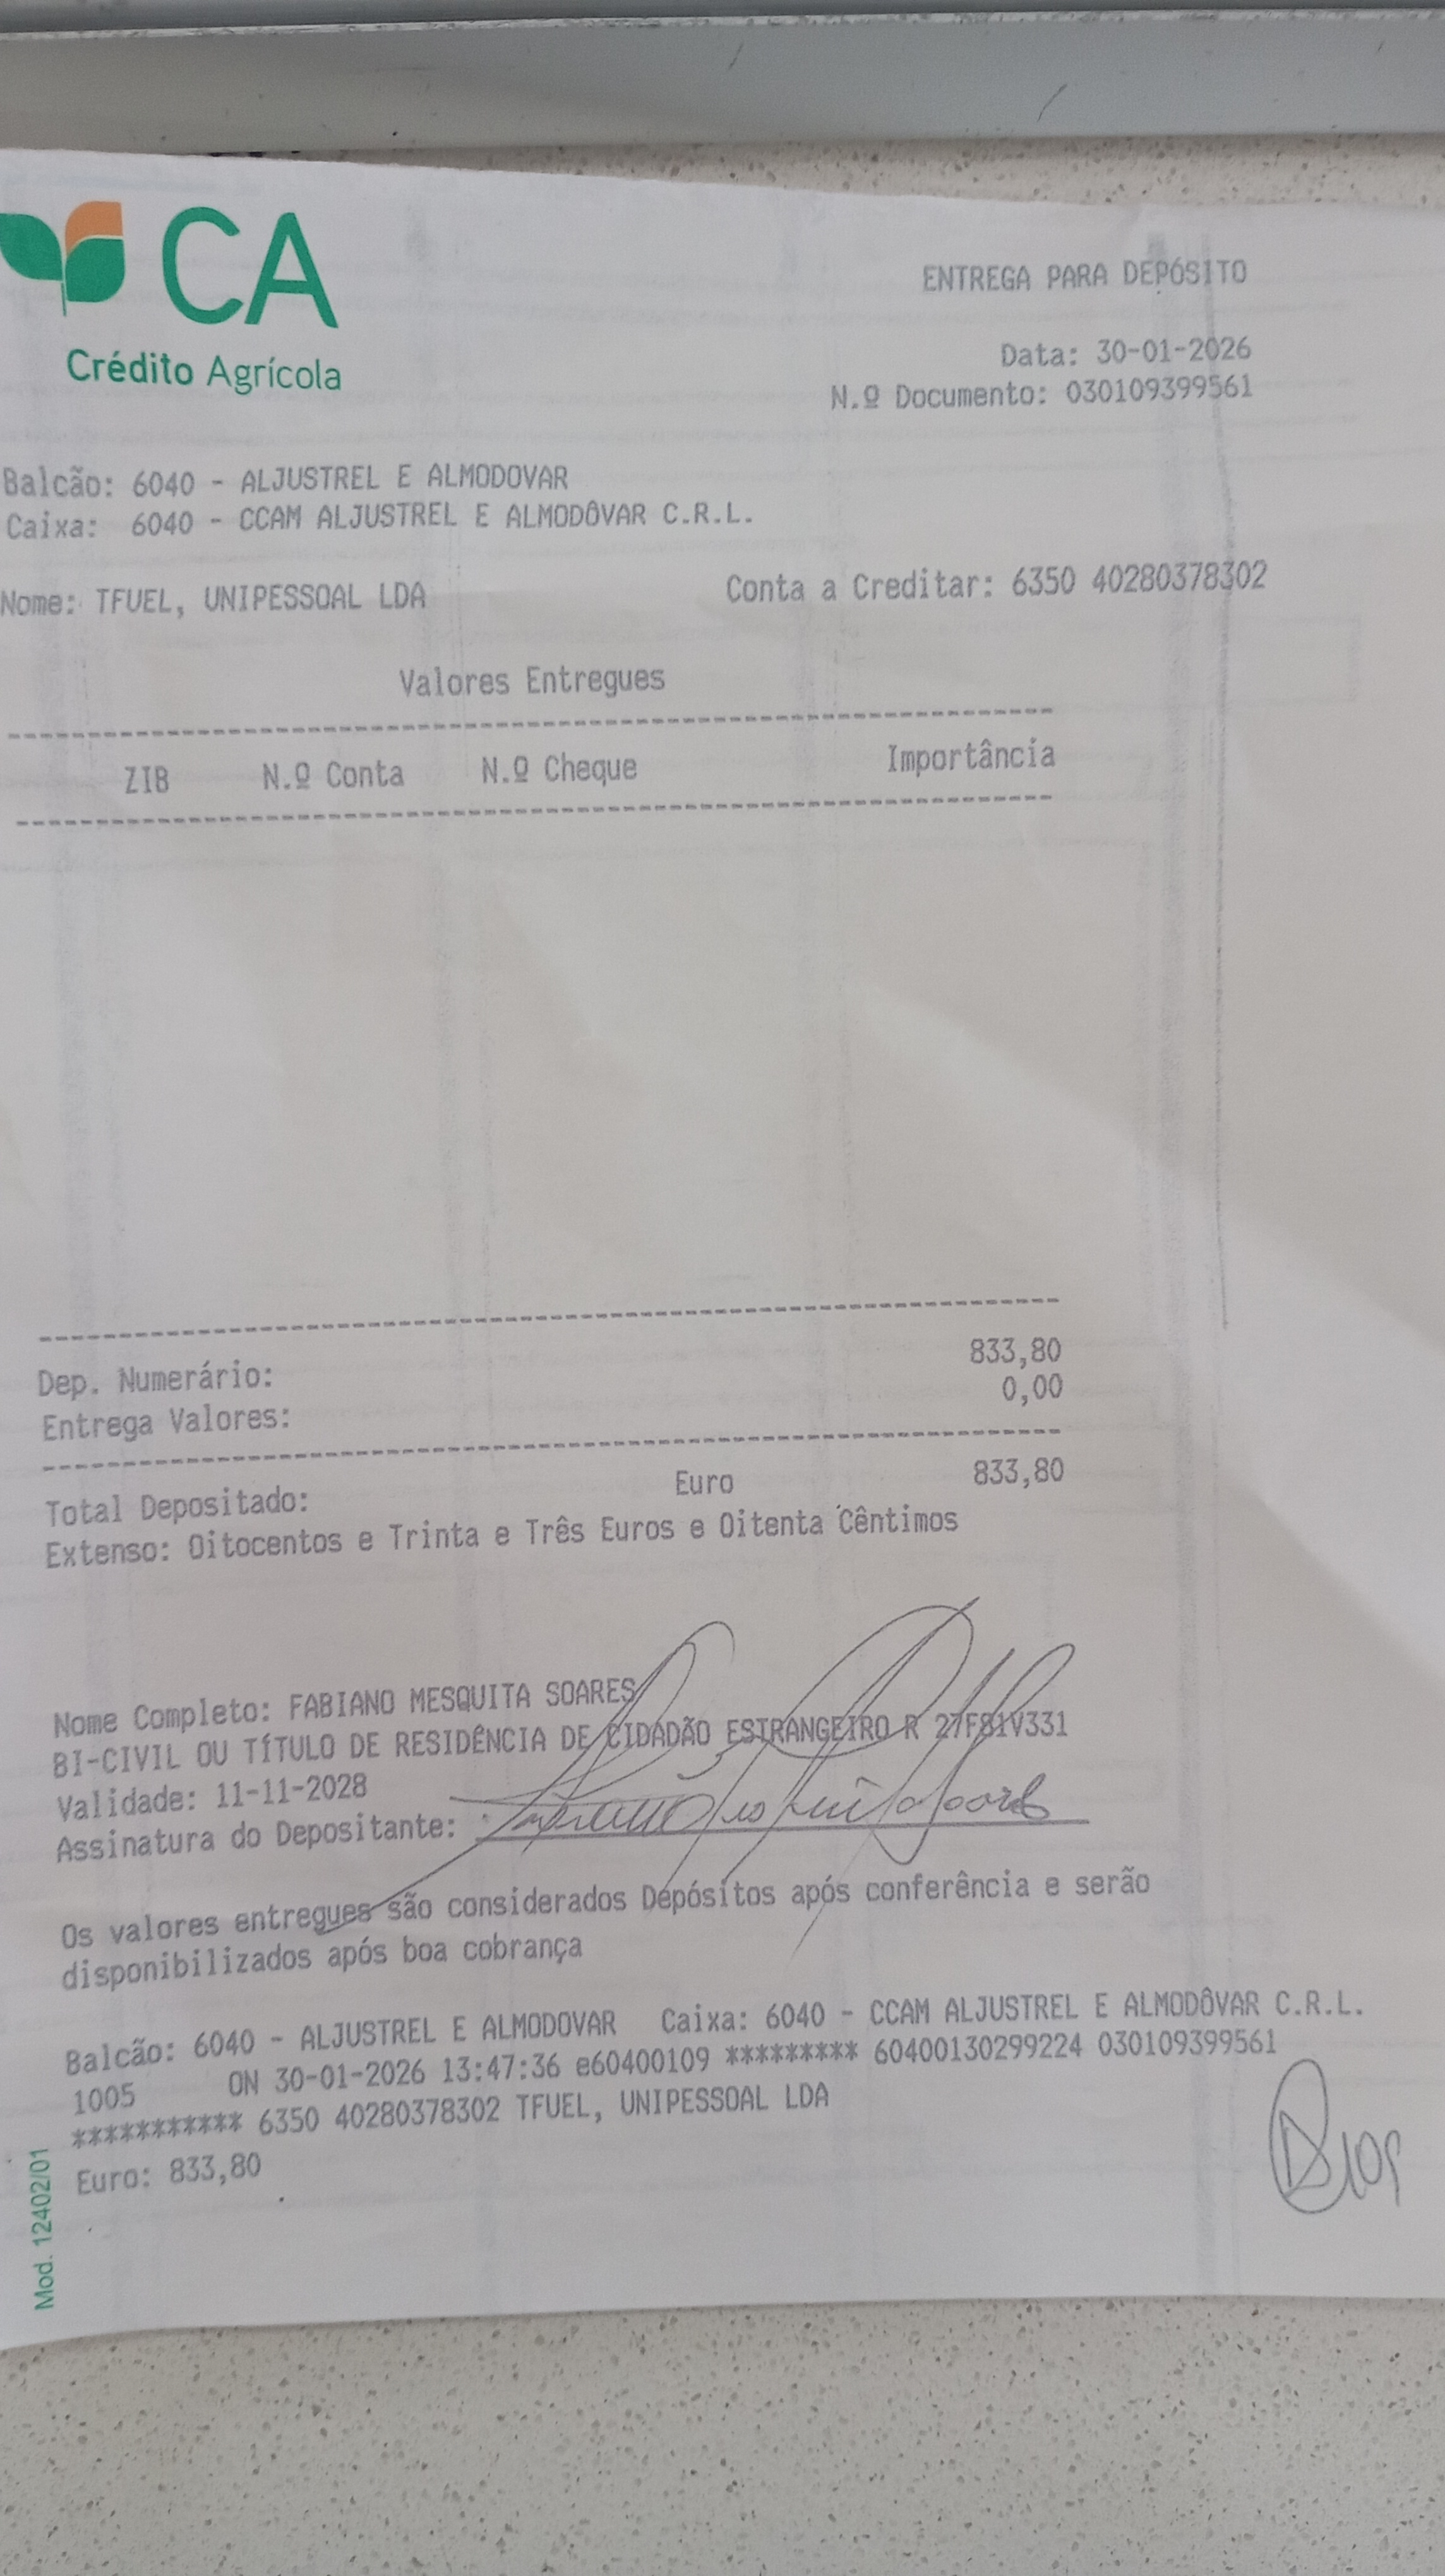 CA
Crédito Agrícola
ENTREGA PARA DEPÓSITO
Data: 30-01-2026
N.º Documento: 030109399561
Balcão: 6040 - ALJUSTREL E ALMODOVAR
Caixa: 6040 - CCAM ALJUSTREL E ALMODÔVAR C.R.L.
Nome: TFUEL, UNIPESSOAL LDA Conta a Creditar: 6350 40280378302
Valores Entregues
ZIB N.º Conta N.º Cheque Importância
Dep. Numerário: 833,80
Entrega Valores: 0,00
Total Depositado: Euro 833,80
Extenso: Oitocentos e Trinta e Três Euros e Oitenta Cêntimos
Nome Completo: FABIANO MESQUITA SOARES
BI-CIVIL OU TÍTULO DE RESIDÊNCIA DE CIDADÃO ESTRANGEIRO R 27F81V331
Validade: 11-11-2028
Assinatura do Depositante:
Os valores entregues são considerados Depósitos após conferência e serão
disponibilizados após boa cobrança
Balcão: 6040 - ALJUSTREL E ALMODOVAR Caixa: 6040 - CCAM ALJUSTREL E ALMODÔVAR C.R.L.
1005 ON 30-01-2026 13:47:36 e60400109 ********* 60400130299224 030109399561
*********** 6350 40280378302 TFUEL, UNIPESSOAL LDA
Euro: 833,80
Mod. 12402/01